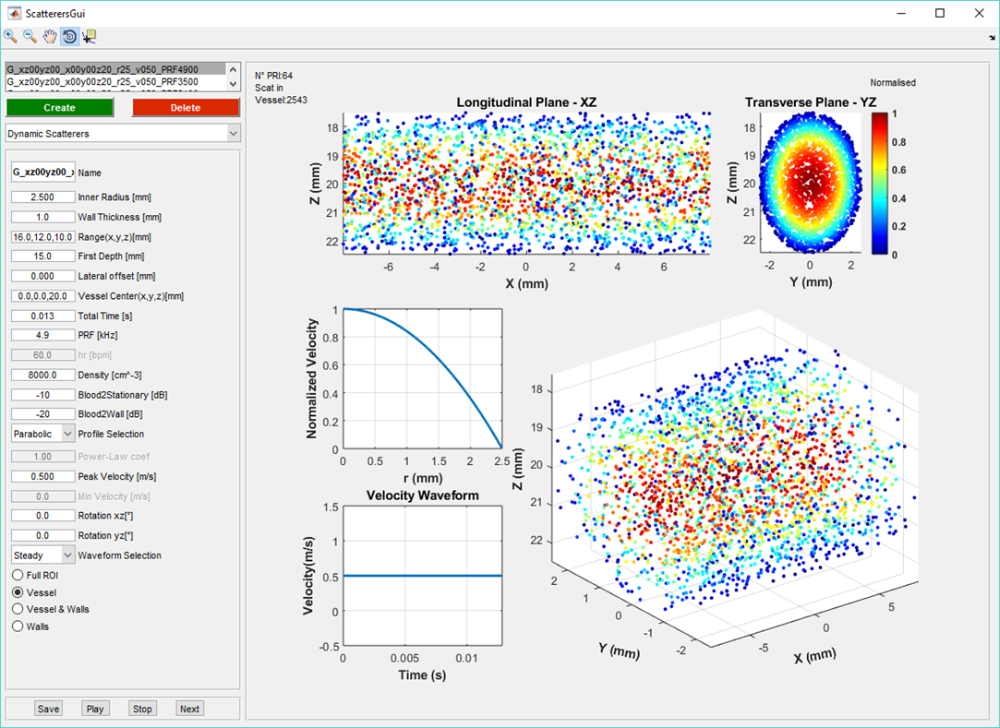 ScatterersGui
G_xz00yz00_x00y00z20_r25_v050_PRF4900
G_xz00yz00_x00y00z20_r25_v050_PRF3500
Create Delete
Dynamic Scatterers
G_xz00yz00_x Name
2.500 Inner Radius [mm]
1.0 Wall Thickness [mm]
16.0,12.0,10.0 Range(x,y,z)[mm]
15.0 First Depth [mm]
0.000 Lateral offset [mm]
0.0,0.0,20.0 Vessel Center(x,y,z)[mm]
0.013 Total Time [s]
4.9 PRF [kHz]
60.0 hr [bpm]
8000.0 Density [cm^-3]
-10 Blood2Stationary [dB]
-20 Blood2Wall [dB]
Parabolic Profile Selection
1.00 Power-Law coef
0.500 Peak Velocity [m/s]
0.0 Min Velocity [m/s]
0.0 Rotation xz[°]
0.0 Rotation yz[°]
Steady Waveform Selection
Full ROI
Vessel
Vessel & Walls
Walls
Save Play Stop Next
N° PRI:64
Scat in
Vessel:2543
Longitudinal Plane - XZ
18
19
20
21
22
Z (mm)
-6 -4 -2 0 2 4 6
X (mm)
Normalised
Transverse Plane - YZ
18
19
20
21
22
Z (mm)
-2 0 2
Y (mm)
1
0.8
0.6
0.4
0.2
0
1
0.8
0.6
0.4
0.2
0
Normalized Velocity
0 0.5 1 1.5 2 2.5
r (mm)
Velocity Waveform
1.5
1
0.5
0
-0.5
Velocity(m/s)
0 0.005 0.01
Time (s)
18
19
20
21
22
Z (mm)
2
1
0
-1
-2
Y (mm)
-5
0
5
X (mm)